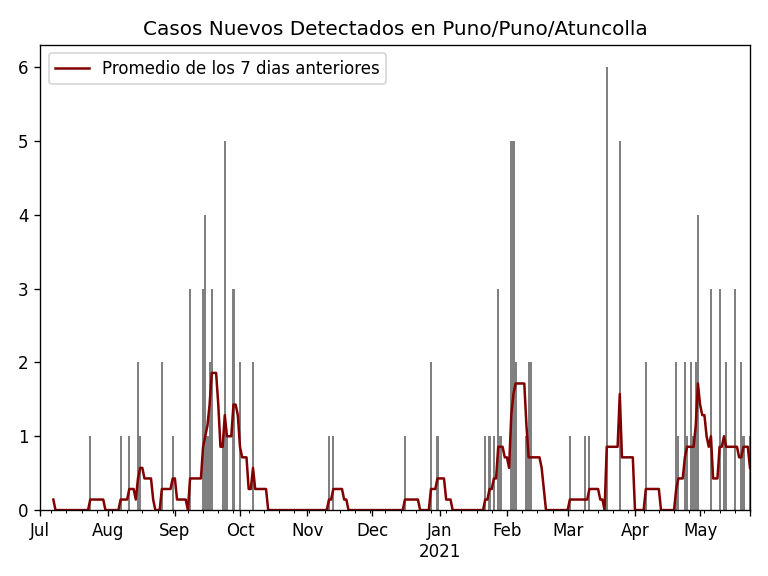 Casos Nuevos Detectados en Puno/Puno/Atuncolla
Promedio de los 7 dias anteriores
6
5
4
3
2
1
0
Jul Aug Sep Oct Nov Dec Jan Feb Mar Apr May
2021